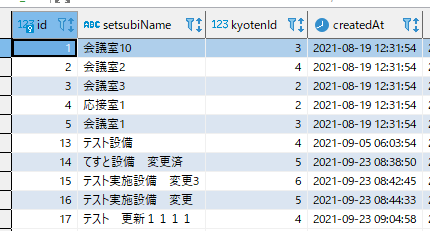 id ABC setsubiName 123 kyotenId createdAt
1 会議室10 3 2021-08-19 12:31:54
2 会議室2 4 2021-08-19 12:31:54
3 会議室3 2 2021-08-19 12:31:54
4 応接室1 2 2021-08-19 12:31:54
5 会議室1 3 2021-08-19 12:31:54
13 テスト設備 4 2021-09-05 06:03:54
14 てすと設備　変更済 5 2021-09-23 08:38:50
15 テスト実施設備　変更3 6 2021-09-23 08:42:45
16 テスト実施設備　変更 5 2021-09-23 08:44:33
17 テスト　更新１１１１ 4 2021-09-23 09:04:58